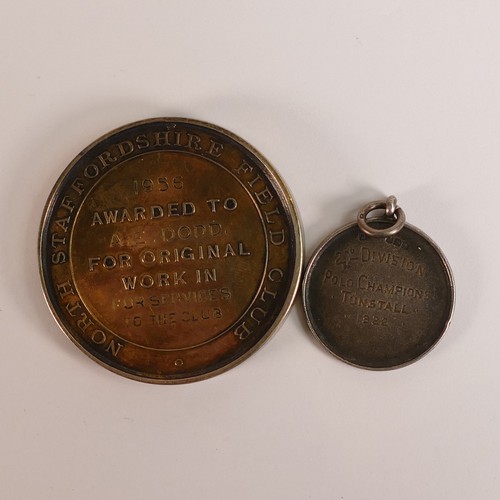 NORTH STAFFORDSHIRE FIELD CLUB
1959
AWARDED TO
DODD
FOR ORIGINAL
WORK IN
FOR SERVICES
TO THE CLUB
DIVISION
POLO CHAMPIONS
TONSTALL